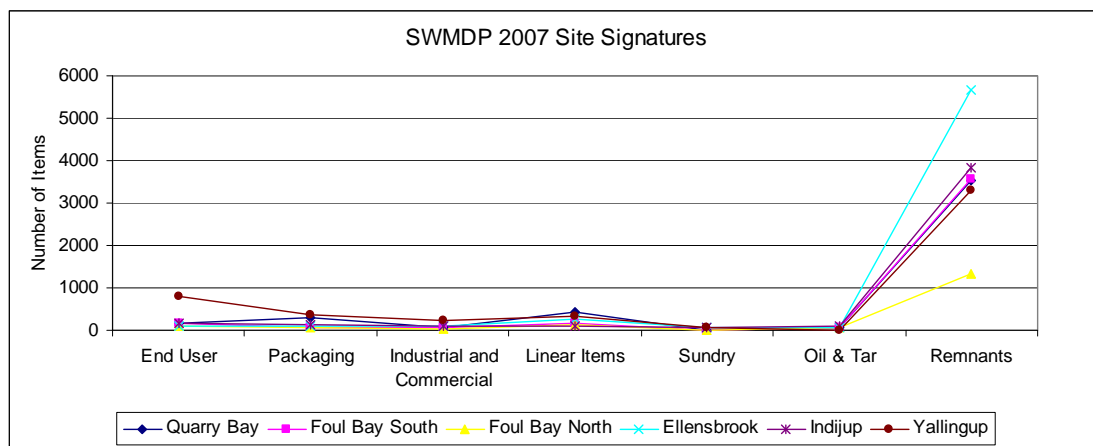 SWMDP 2007 Site Signatures
Number of Items
6000
5000
4000
3000
2000
1000
0
End User Packaging Industrial and Commercial Linear Items Sundry Oil & Tar Remnants
Quarry Bay Foul Bay South Foul Bay North Ellensbrook Indijup Yallingup